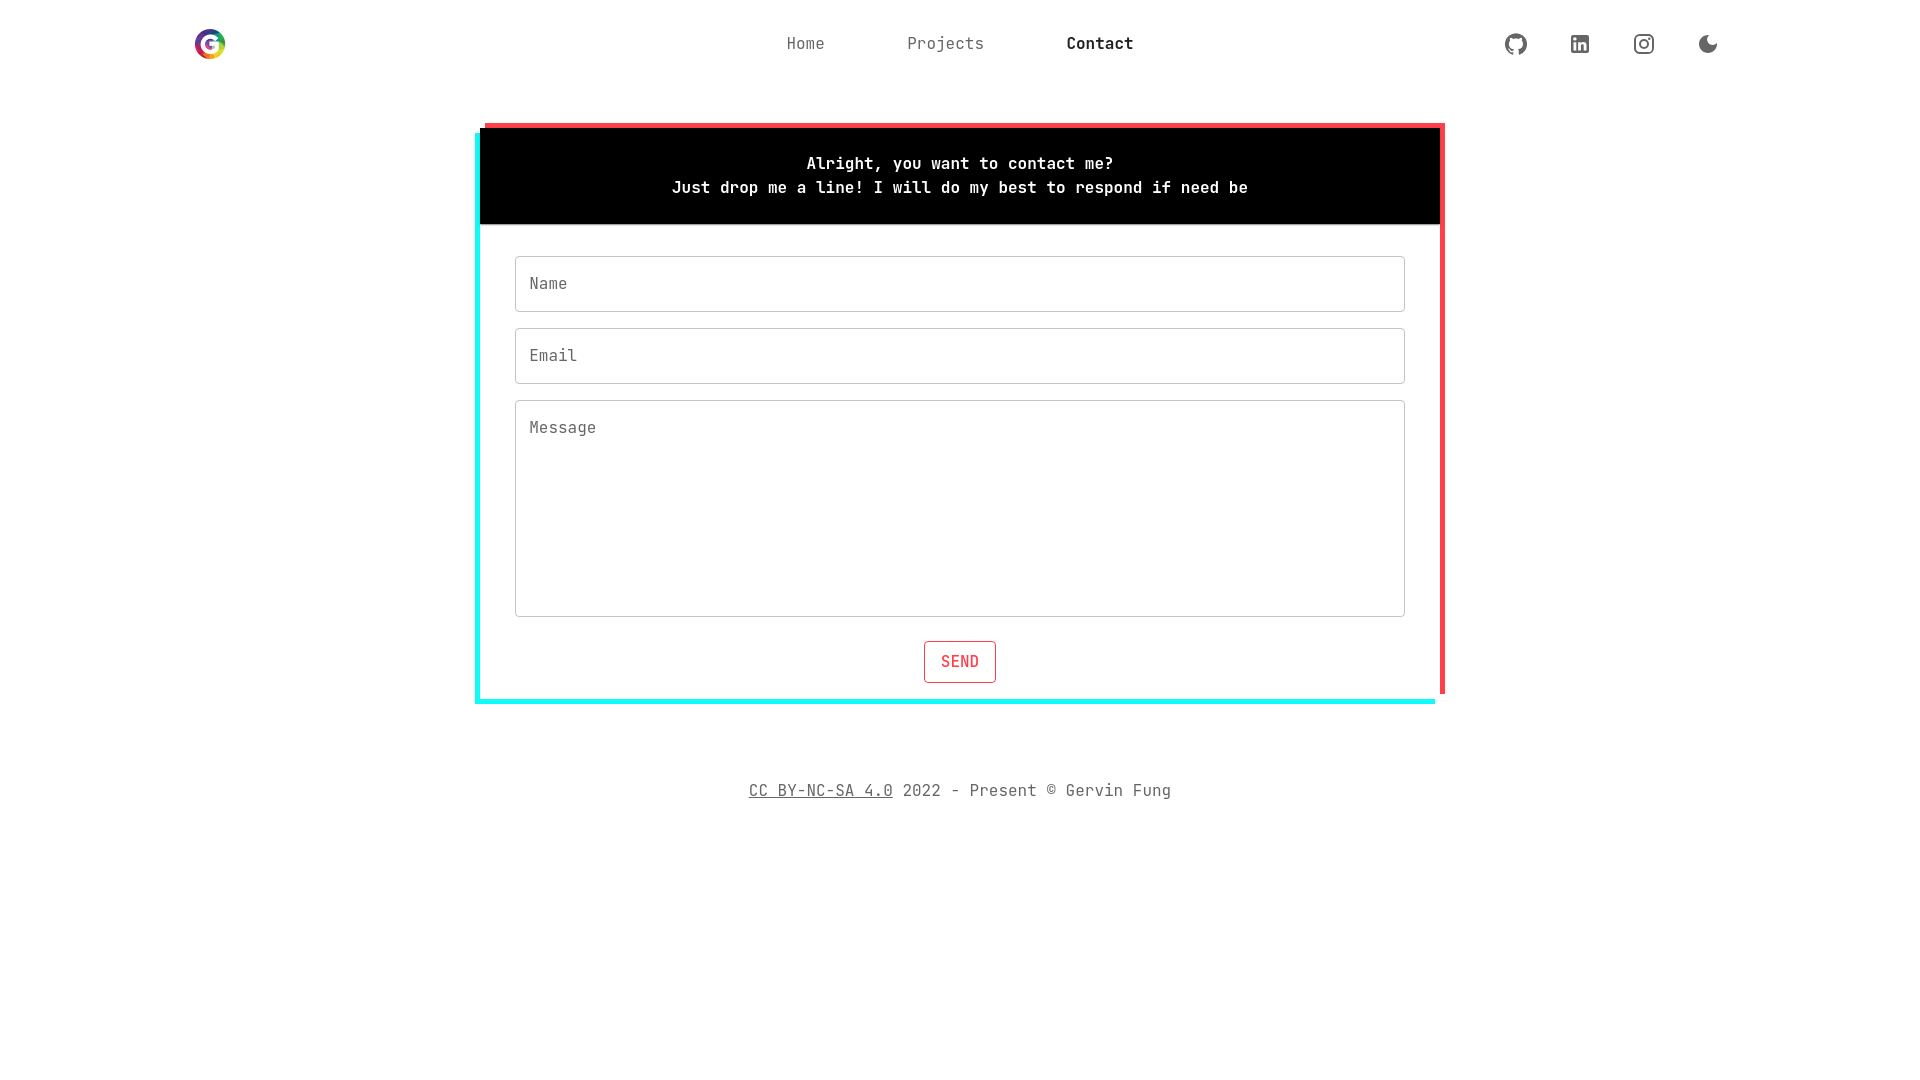 Home
Projects
Contact
Alright, you want to contact me?
Just drop me a line! I will do my best to respond if need be
Name
Email
Message
SEND
CC BY-NC-SA 4.0 2022 - Present © Gervin Fung